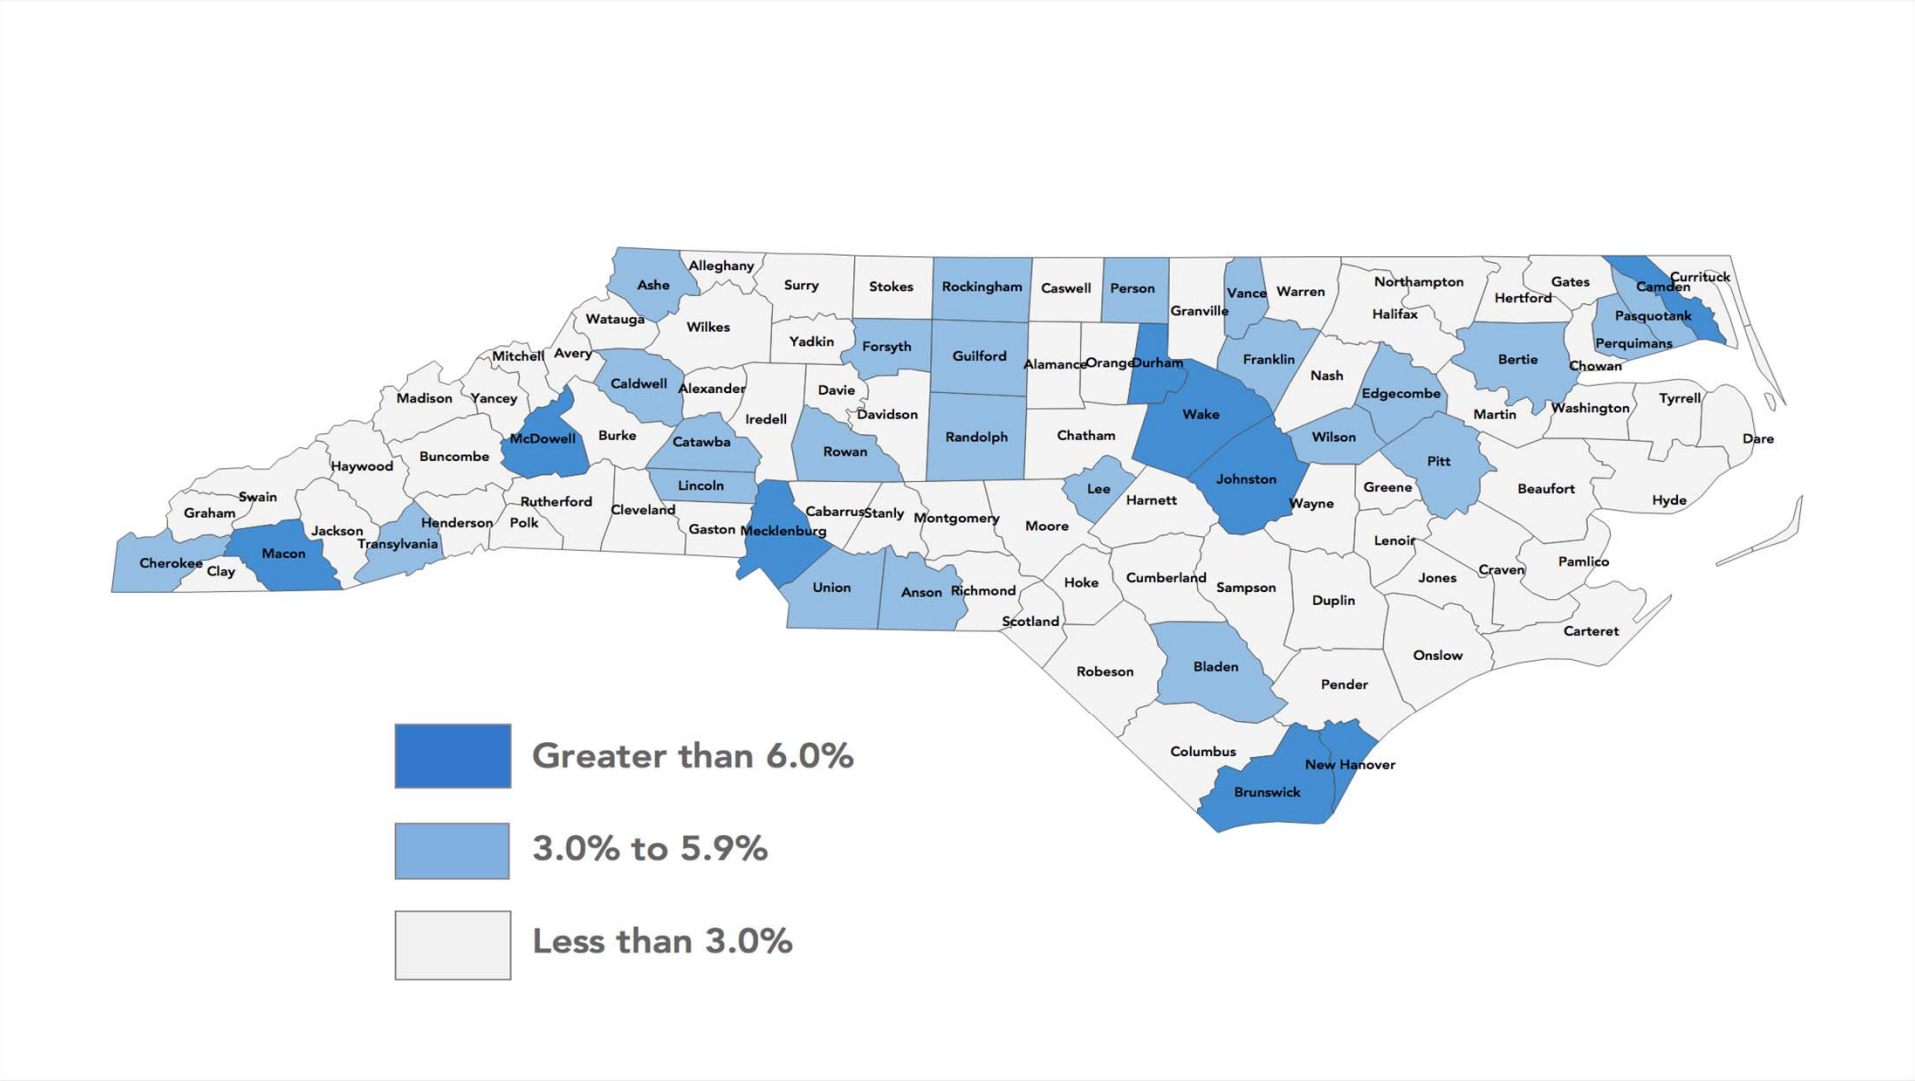 Alleghany
Ashe
Surry
Stokes
Rockingham
Caswell
Person
Granville
Vance
Warren
Northampton
Halifax
Hertford
Gates
Currituck
Camden
Pasquotank
Perquimans
Chowan
Bertie
Watauga
Wilkes
Yadkin
Forsyth
Guilford
Alamance
Orange
Durham
Franklin
Nash
Edgecombe
Martin
Washington
Tyrrell
Dare
Mitchell
Avery
Caldwell
Alexander
Davie
Iredell
Davidson
Madison
Yancey
McDowell
Burke
Catawba
Rowan
Randolph
Chatham
Wake
Wilson
Pitt
Beaufort
Hyde
Haywood
Buncombe
Lincoln
Lee
Harnett
Johnston
Wayne
Greene
Swain
Graham
Jackson
Henderson
Rutherford
Polk
Cleveland
Gaston
Mecklenburg
Cabarrus
Stanly
Montgomery
Moore
Lenoir
Cherokee
Clay
Macon
Transylvania
Union
Anson
Richmond
Hoke
Scotland
Cumberland
Sampson
Duplin
Jones
Craven
Pamlico
Carteret
Onslow
Robeson
Bladen
Pender
Columbus
Brunswick
New Hanover
Greater than 6.0%
3.0% to 5.9%
Less than 3.0%